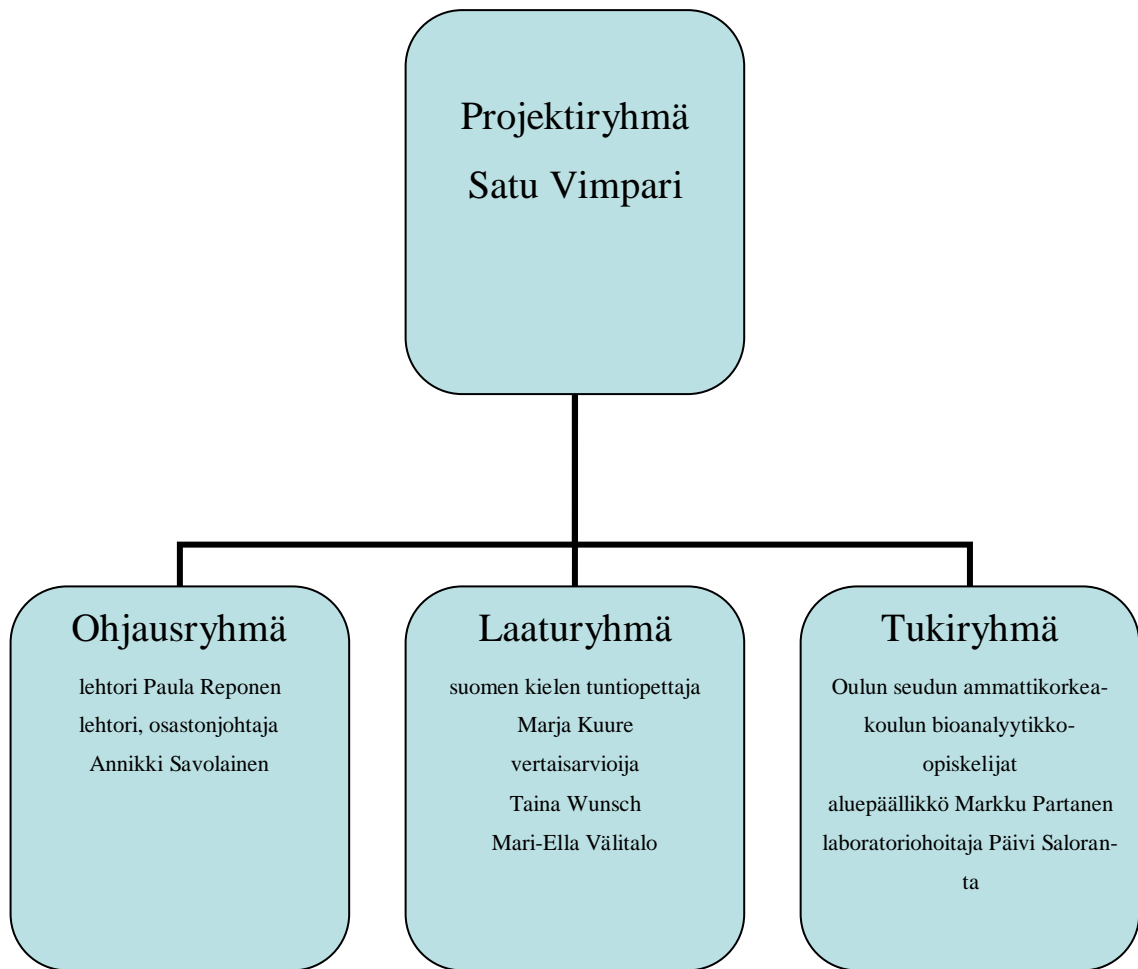 Projektiryhmä
Satu Vimpari
Ohjausryhmä
lehtori Paula Reponen
lehtori, osastonjohtaja
Annikki Savolainen
Laaturyhmä
suomen kielen tuntiopettaja
Marja Kuure
vertaisarvioija
Taina Wunsch
Mari-Ella Välitalo
Tukiryhmä
Oulun seudun ammattikorkea-
koulun bioanalyytikko-
opiskelijat
aluepäällikkö Markku Partanen
laboratoriohoitaja Päivi Saloran-
ta